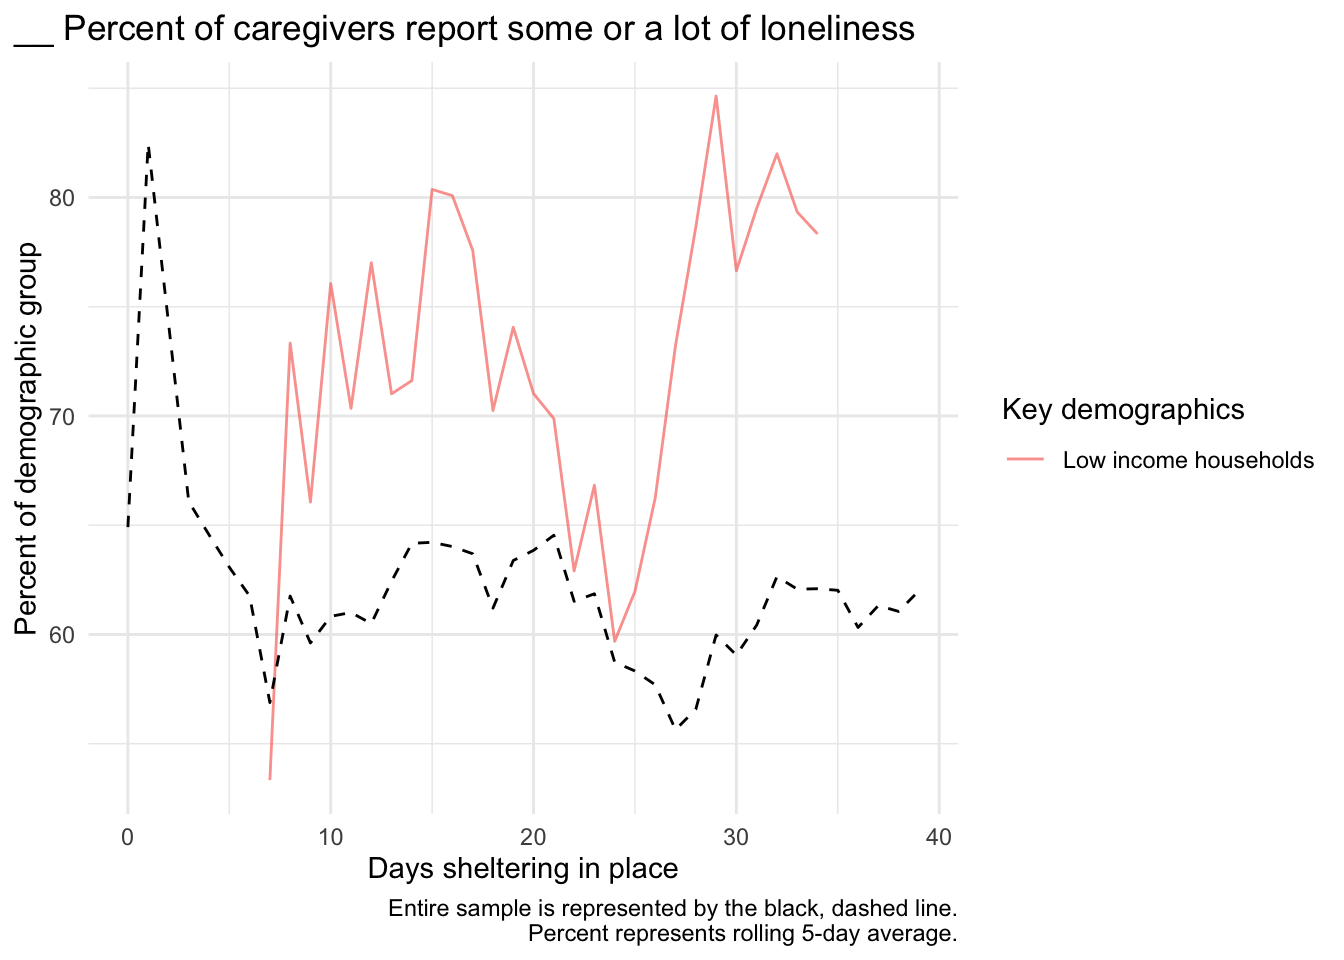 __ Percent of caregivers report some or a lot of loneliness
Percent of demographic group
80
70
60
0 10 20 30 40
Days sheltering in place
Key demographics
Low income households
Entire sample is represented by the black, dashed line.
Percent represents rolling 5-day average.